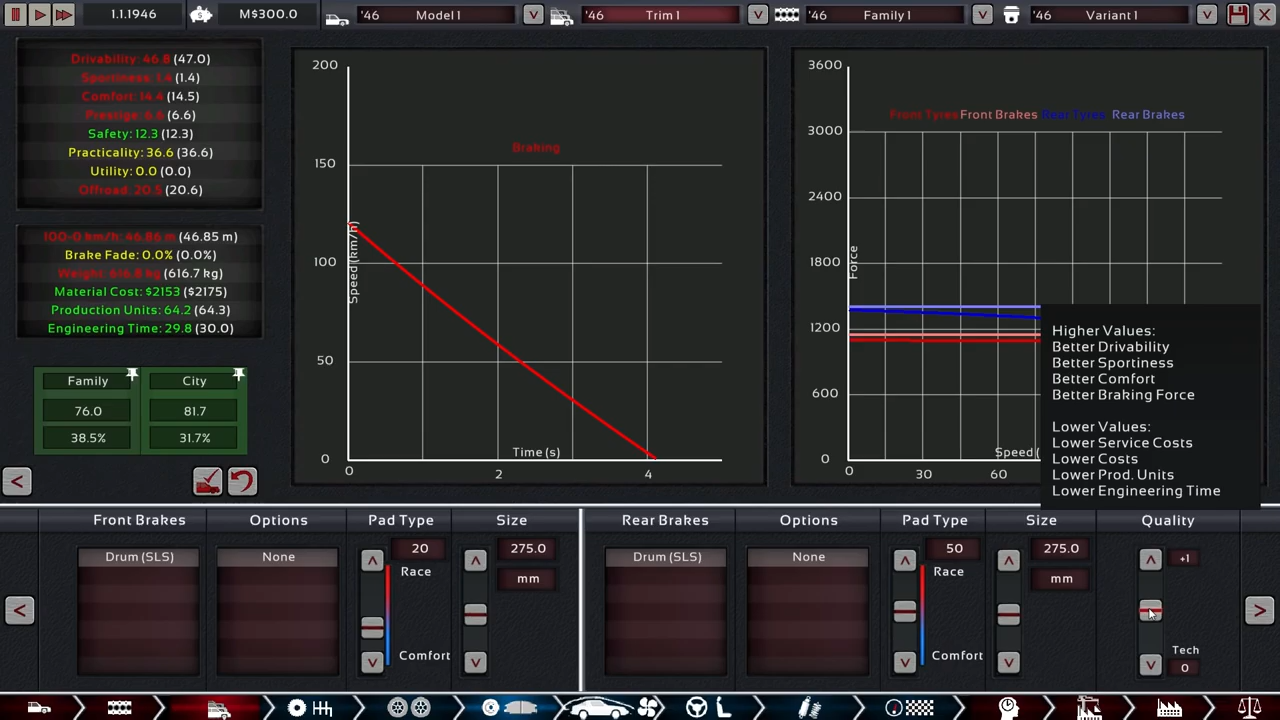 1.1.1946
M$300.0
'46 Model 1
'46 Trim 1
'46 Family 1
'46 Variant 1
Drivability: 46.8 (47.0)
Sportiness: 1.4 (1.4)
Comfort: 14.4 (14.5)
Prestige: 6.6 (6.6)
Safety: 12.3 (12.3)
Practicality: 36.6 (36.6)
Utility: 0.0 (0.0)
Offroad: 20.5 (20.6)
100-0 km/h: 46.86 m (46.85 m)
Brake Fade: 0.0% (0.0%)
Weight: 616.8 kg (616.7 kg)
Material Cost: $2153 ($2175)
Production Units: 64.2 (64.3)
Engineering Time: 29.8 (30.0)
Family
City
76.0
81.7
38.5%
31.7%
<
200
150
100
50
0
Speed (km/h)
Braking
Time (s)
0
2
4
3600
3000
2400
1800
1200
600
0
Force
Front Tyres Front Brakes Rear Tyres Rear Brakes
Speed (
0
30
60
Higher Values:
Better Drivability
Better Sportiness
Better Comfort
Better Braking Force
Lower Values:
Lower Service Costs
Lower Costs
Lower Prod. Units
Lower Engineering Time
Front Brakes
Options
Pad Type
Size
Rear Brakes
Options
Pad Type
Size
Quality
Drum (SLS)
None
20
Race
Comfort
275.0
mm
Drum (SLS)
None
50
Race
Comfort
275.0
mm
+1
Tech
0
<
>